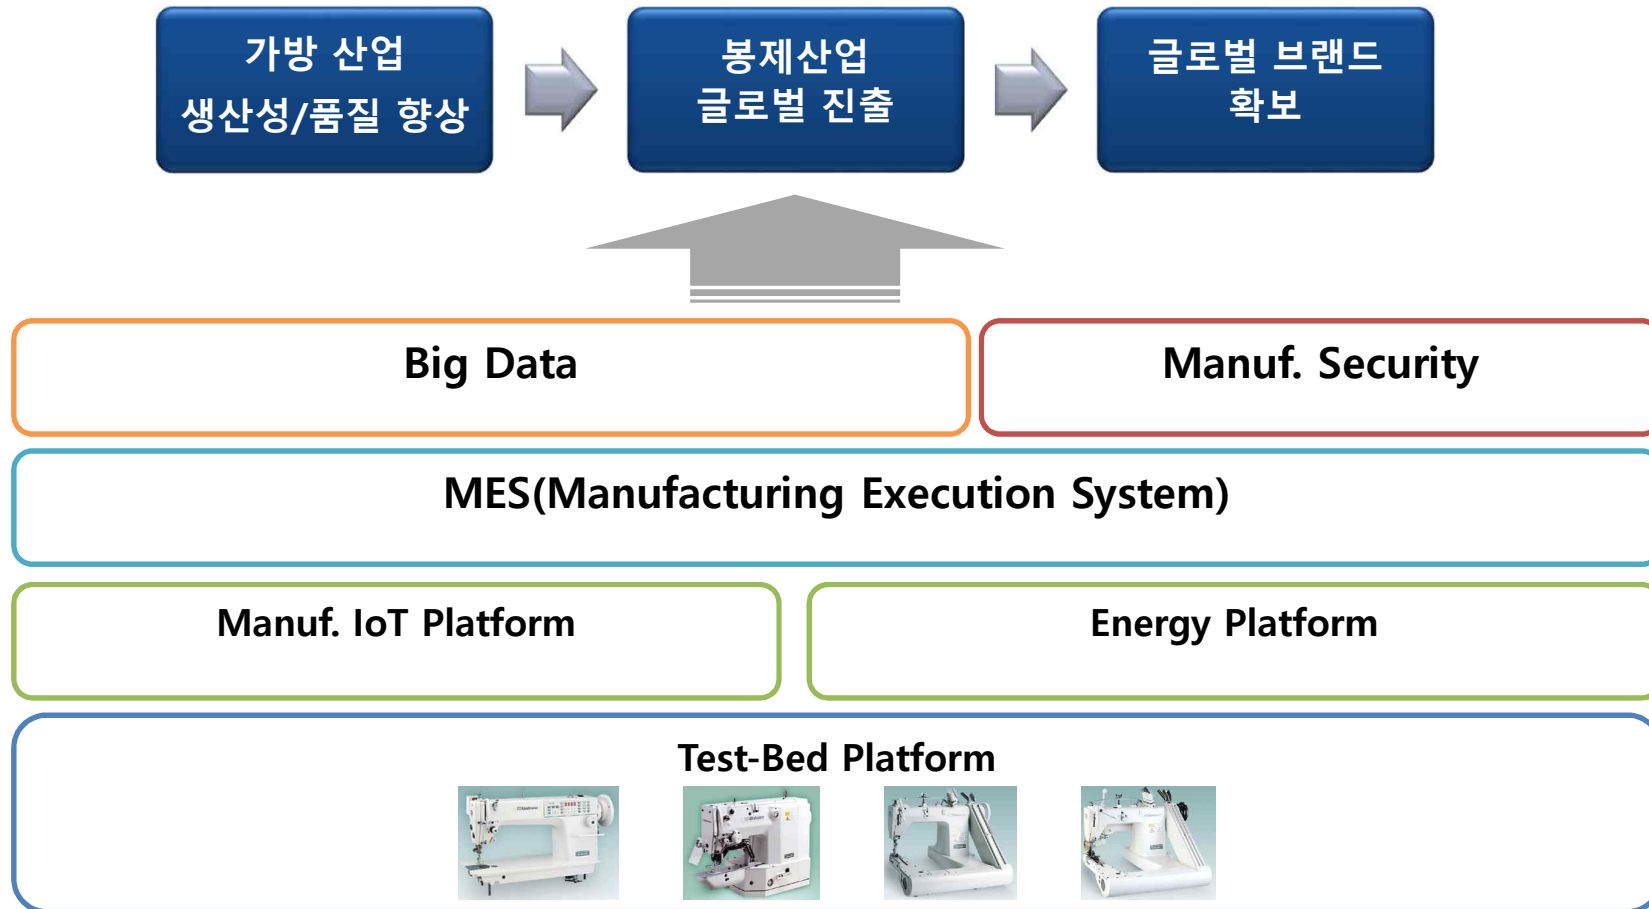 가방 산업
생산성/품질 향상
봉제산업
글로벌 진출
글로벌 브랜드
확보
Big Data
Manuf. Security
MES(Manufacturing Execution System)
Manuf. IoT Platform
Energy Platform
Test-Bed Platform